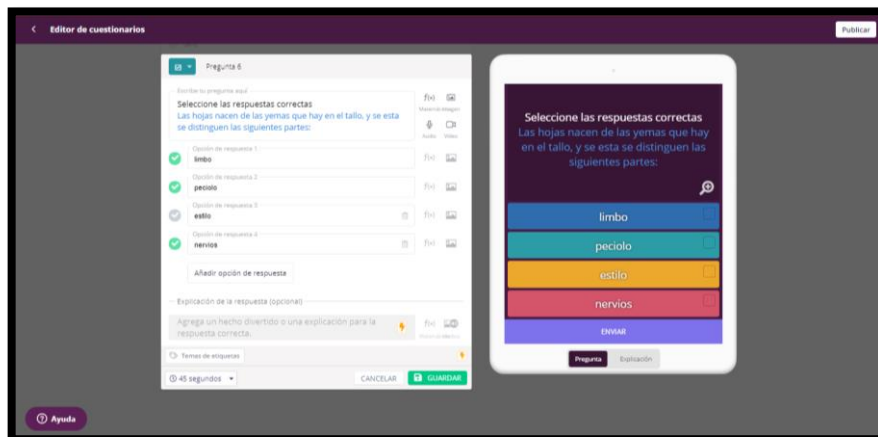 Editor de cuestionarios
Publicar
Pregunta 6
Escribe tu pregunta aquí
Seleccione las respuestas correctas
Las hojas nacen de las yemas que hay en el tallo, y se esta
se distinguen las siguientes partes:
f(x)
imagen
Audio Video
Opción de respuesta 1
limbo
f(x)
Opción de respuesta 2
peciolo
f(x)
Opción de respuesta 3
estilo
f(x)
Opción de respuesta 4
nervios
f(x)
Añadir opción de respuesta
Explicación de la respuesta (opcional)
Agrega un hecho divertido o una explicación para la
respuesta correcta.
f(x)
Temas de etiquetas
45 segundos
CANCELAR
GUARDAR
Ayuda
Seleccione las respuestas correctas
Las hojas nacen de las yemas que hay
en el tallo, y se esta se distinguen las
siguientes partes:
limbo
peciolo
estilo
nervios
ENVIAR
Pregunta Explicación